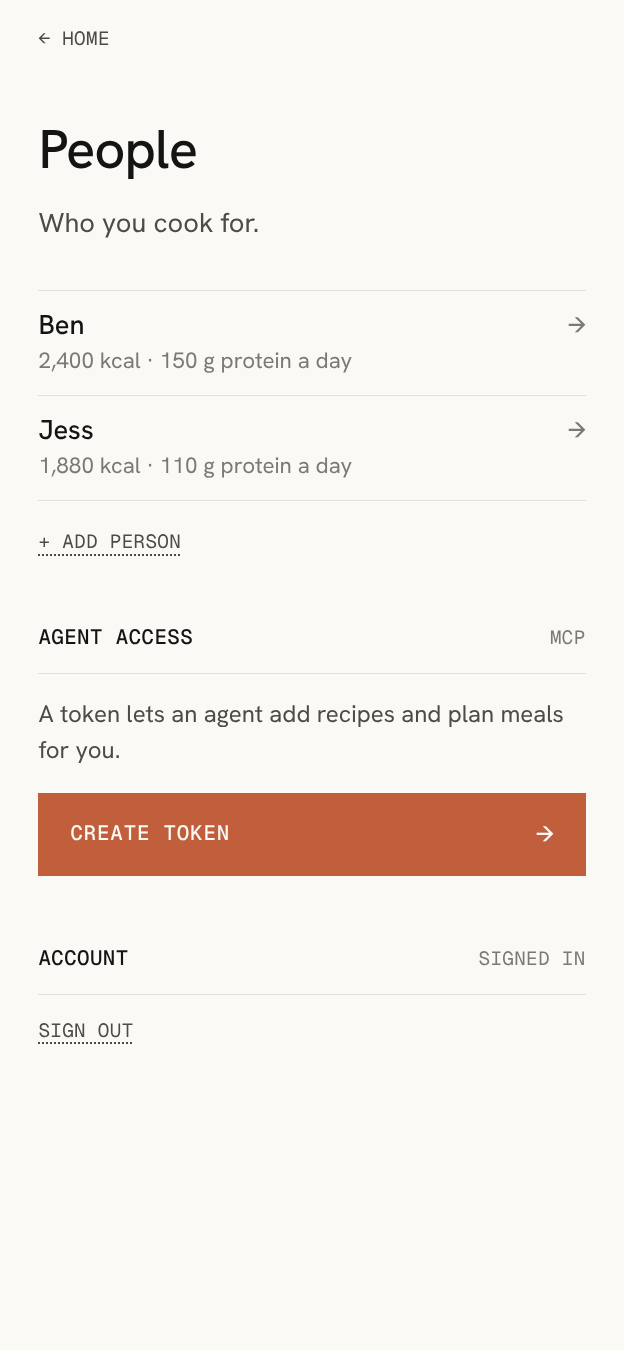 ← HOME
People
Who you cook for.
Ben →
2,400 kcal · 150 g protein a day
Jess →
1,880 kcal · 110 g protein a day
+ ADD PERSON
AGENT ACCESS MCP
A token lets an agent add recipes and plan meals
for you.
CREATE TOKEN →
ACCOUNT SIGNED IN
SIGN OUT